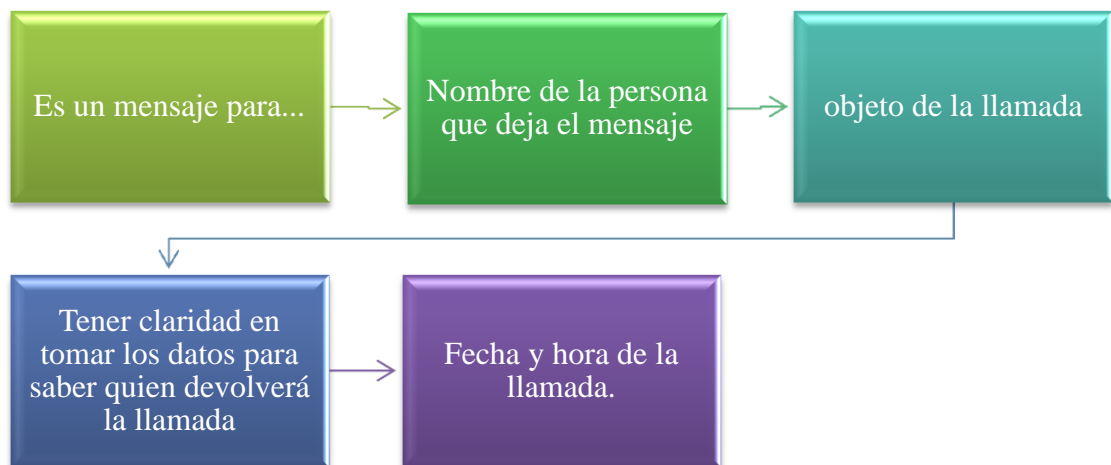 Es un mensaje para...
Nombre de la persona
que deja el mensaje
objeto de la llamada
Tener claridad en
tomar los datos para
saber quien devolverá
la llamada
Fecha y hora de la
llamada.